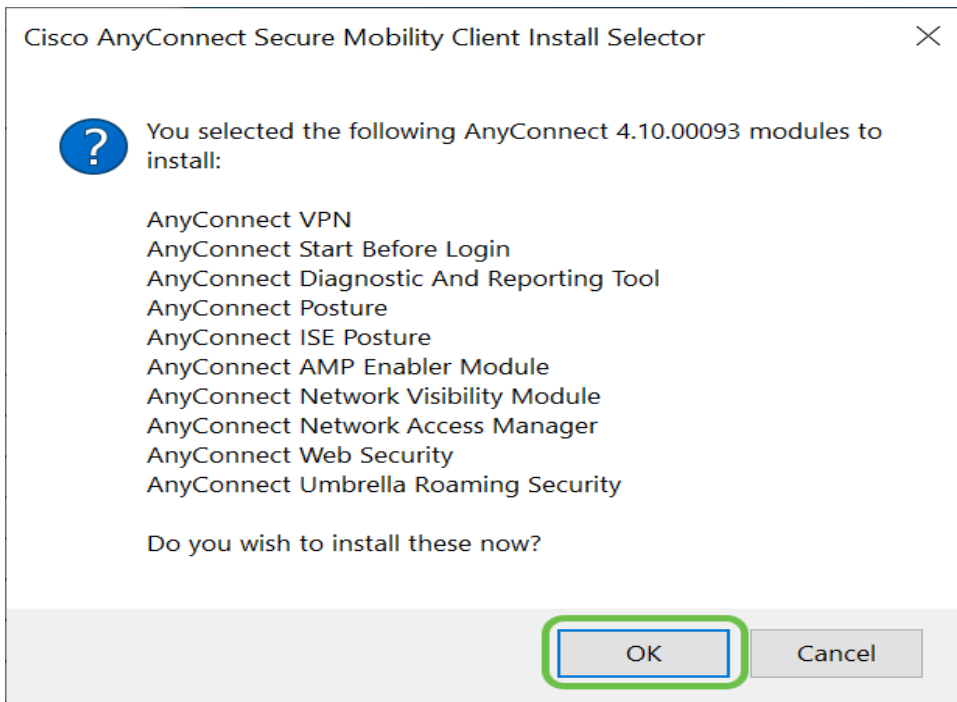 Cisco AnyConnect Secure Mobility Client Install Selector
You selected the following AnyConnect 4.10.00093 modules to
install:
AnyConnect VPN
AnyConnect Start Before Login
AnyConnect Diagnostic And Reporting Tool
AnyConnect Posture
AnyConnect ISE Posture
AnyConnect AMP Enabler Module
AnyConnect Network Visibility Module
AnyConnect Network Access Manager
AnyConnect Web Security
AnyConnect Umbrella Roaming Security
Do you wish to install these now?
OK
Cancel